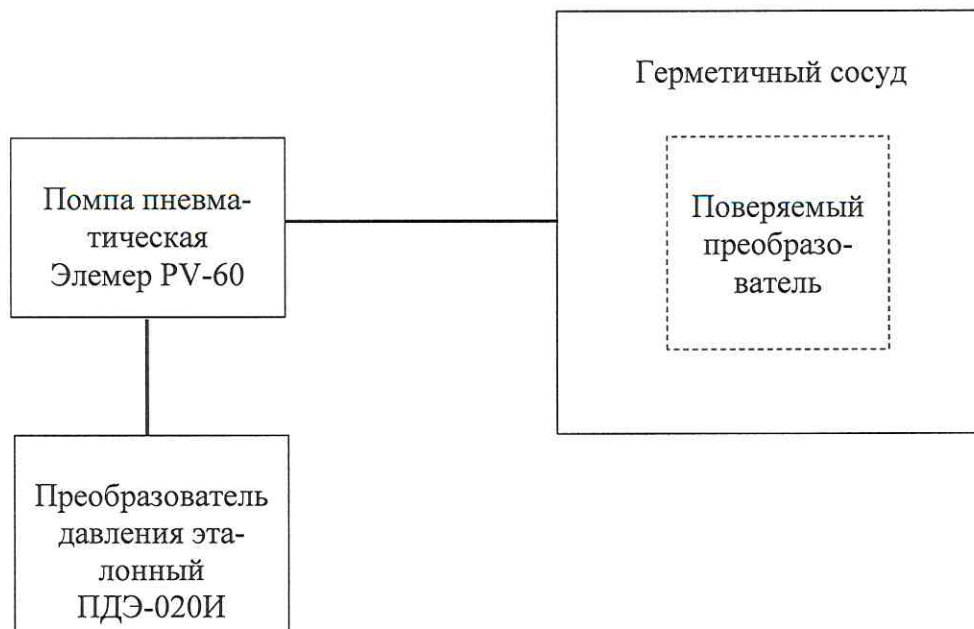 Герметичный сосуд
Помпа пневма-
тическая
Элемер PV-60
Поверяемый
преобразо-
ватель
Преобразователь
давления эта-
лонный
ПДЭ-020И